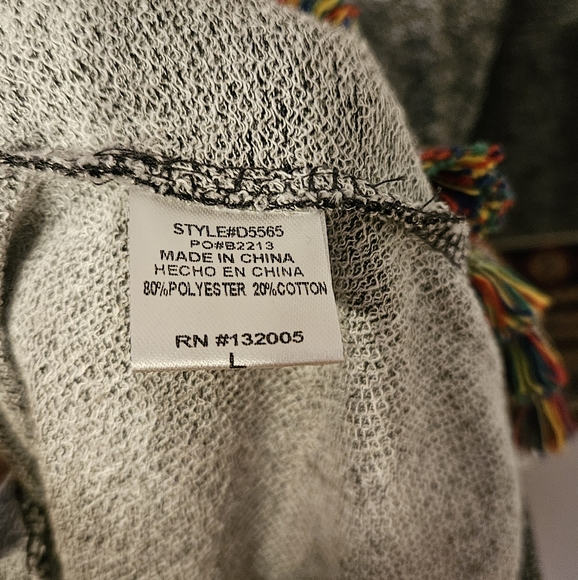 STYLE#D5565
PO#B2213
MADE IN CHINA
HECHO EN CHINA
80%POLYESTER 20%COTTON
RN #132005
L